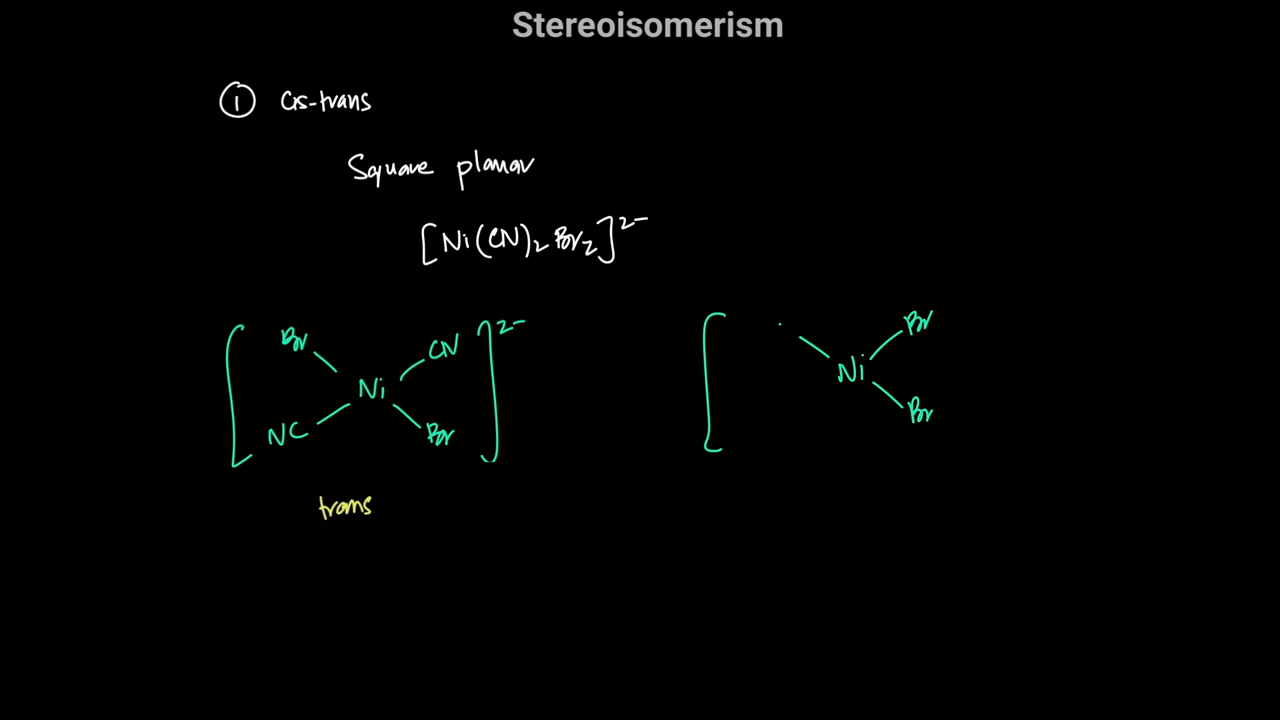 Stereoisomerism
① cis-trans
Square planar
[Ni(CN)₂Br₂]²⁻
[Br CN ]²⁻ [ Br
Ni Ni
NC Br Br
trans